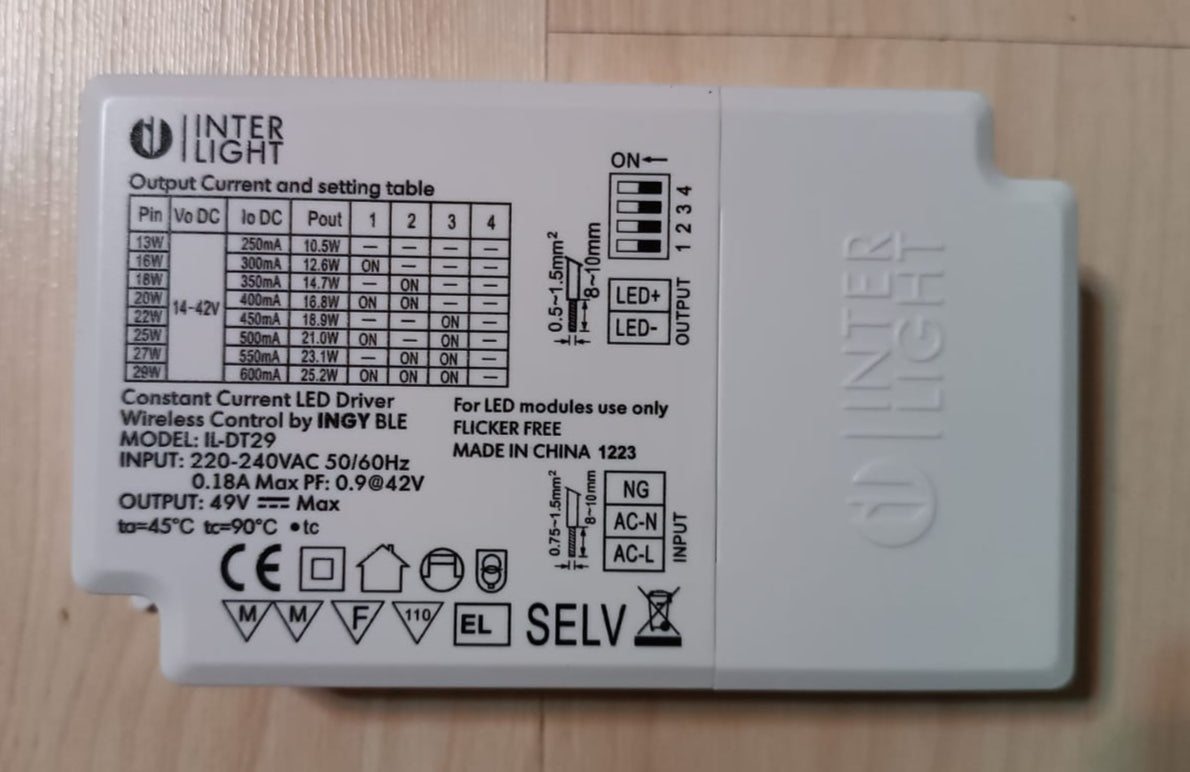 INTER
LIGHT
Output Current and setting table
Pin Vo DC Io DC Pout 1 2 3 4
13W 14-42V 250mA 10.5W — — — —
16W 300mA 12.6W ON — — —
18W 350mA 14.7W — ON — —
20W 400mA 16.8W ON ON — —
22W 450mA 18.9W — — ON —
25W 500mA 21.0W ON — ON —
27W 550mA 23.1W — ON ON —
29W 600mA 25.2W ON ON ON —
Constant Current LED Driver
Wireless Control by INGY BLE
MODEL: IL-DT29
INPUT: 220-240VAC 50/60Hz
0.18A Max PF: 0.9@42V
OUTPUT: 49V ⎓ Max
ta=45°C tc=90°C •tc
CE
M M F 110 EL SELV
ON←
1 2 3 4
0.5~1.5mm²
8~10mm
LED+
LED-
OUTPUT
For LED modules use only
FLICKER FREE
MADE IN CHINA 1223
0.75~1.5mm²
8~10mm
NG
AC-N
AC-L
INPUT
INTER
LIGHT